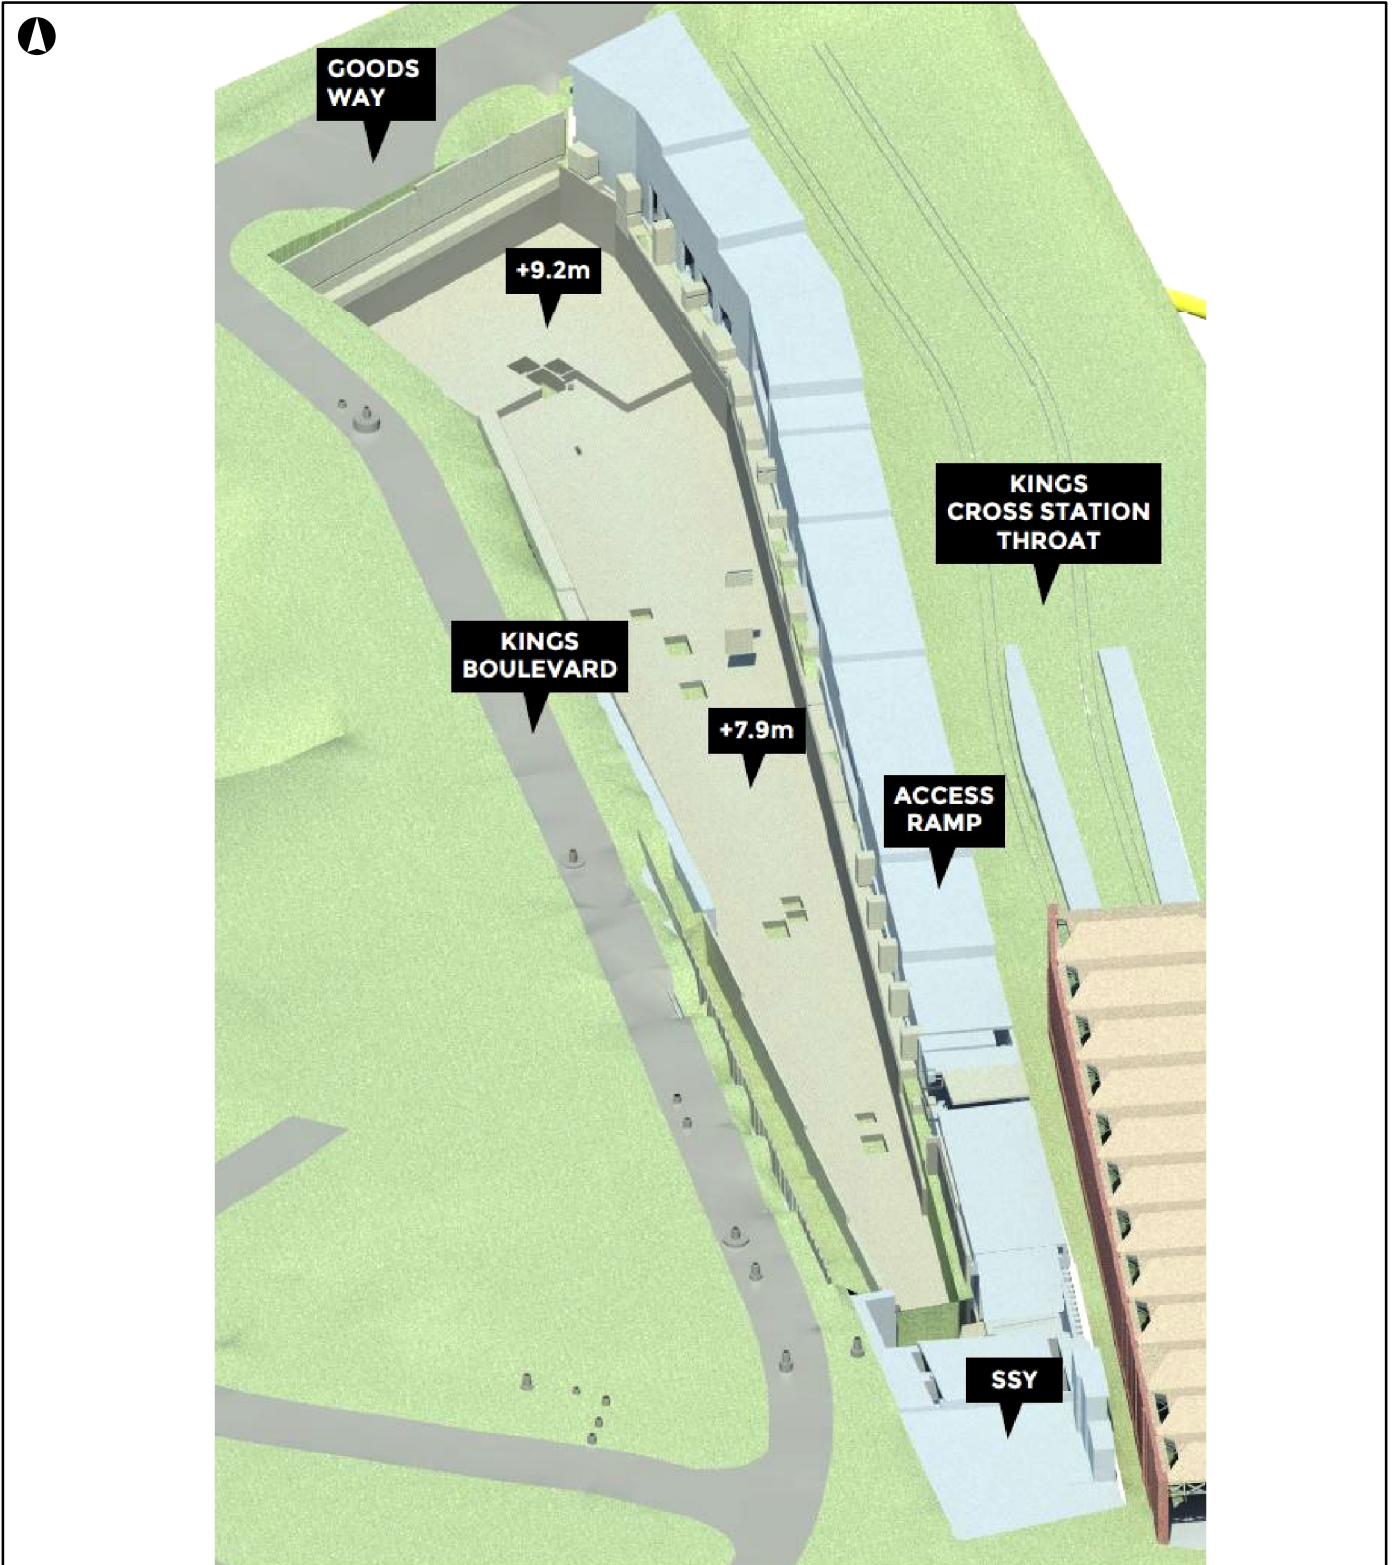 GOODS
WAY
+9.2m
KINGS
CROSS STATION
THROAT
KINGS
BOULEVARD
+7.9m
ACCESS
RAMP
SSY